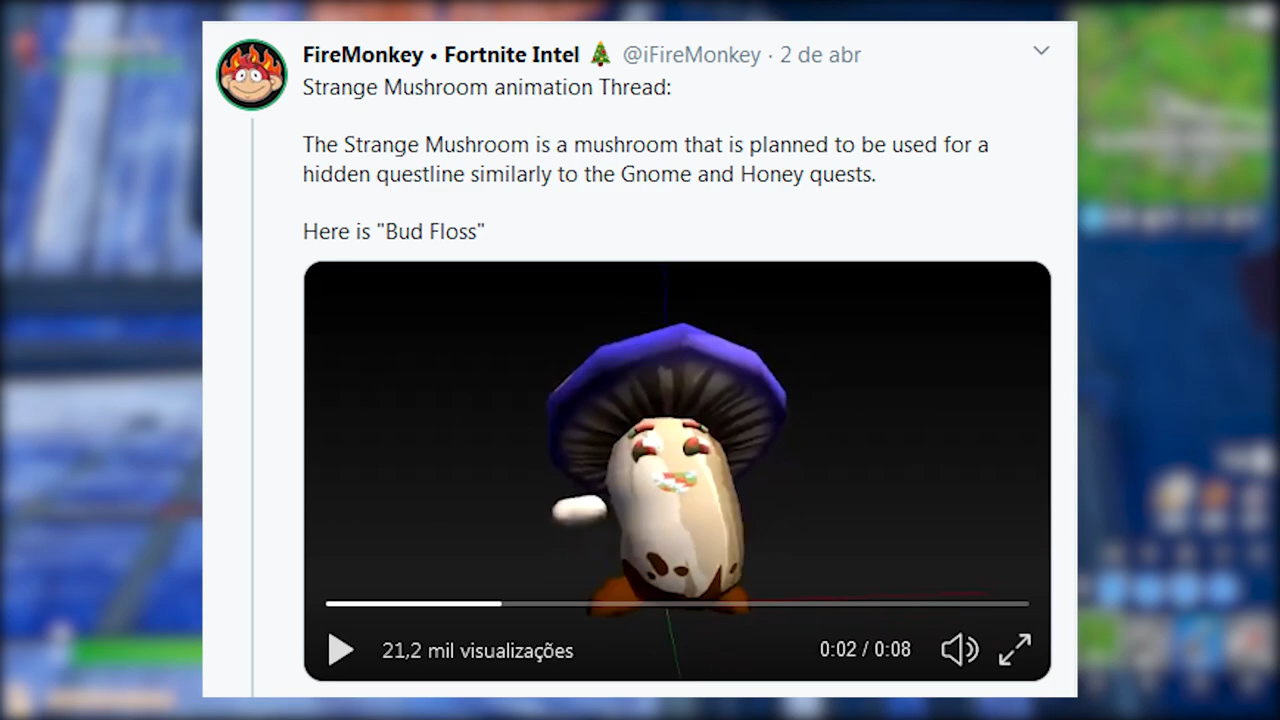 FireMonkey • Fortnite Intel 🎄 @iFireMonkey · 2 de abr
Strange Mushroom animation Thread:
The Strange Mushroom is a mushroom that is planned to be used for a
hidden questline similarly to the Gnome and Honey quests.
Here is "Bud Floss"
21,2 mil visualizações
0:02 / 0:08